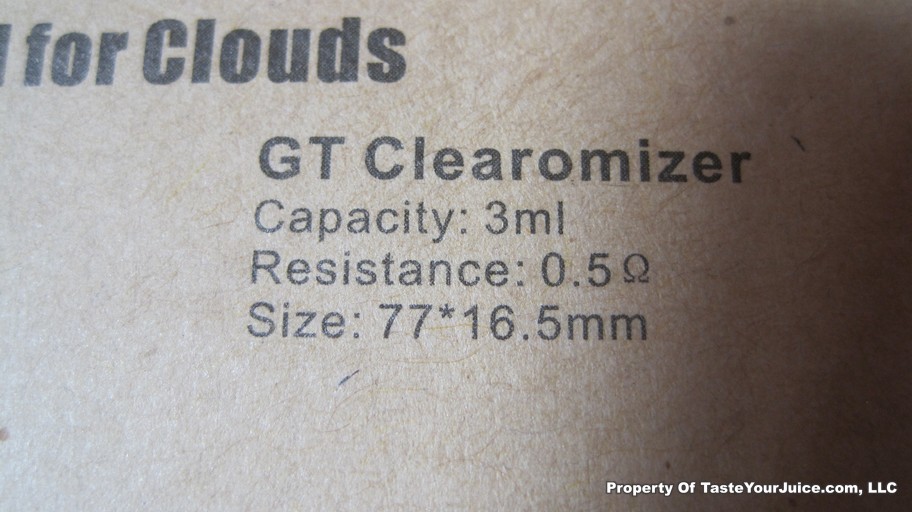 for Clouds
GT Clearomizer
Capacity: 3ml
Resistance: 0.5Ω
Size: 77*16.5mm
Property Of TasteYourJuice.com, LLC